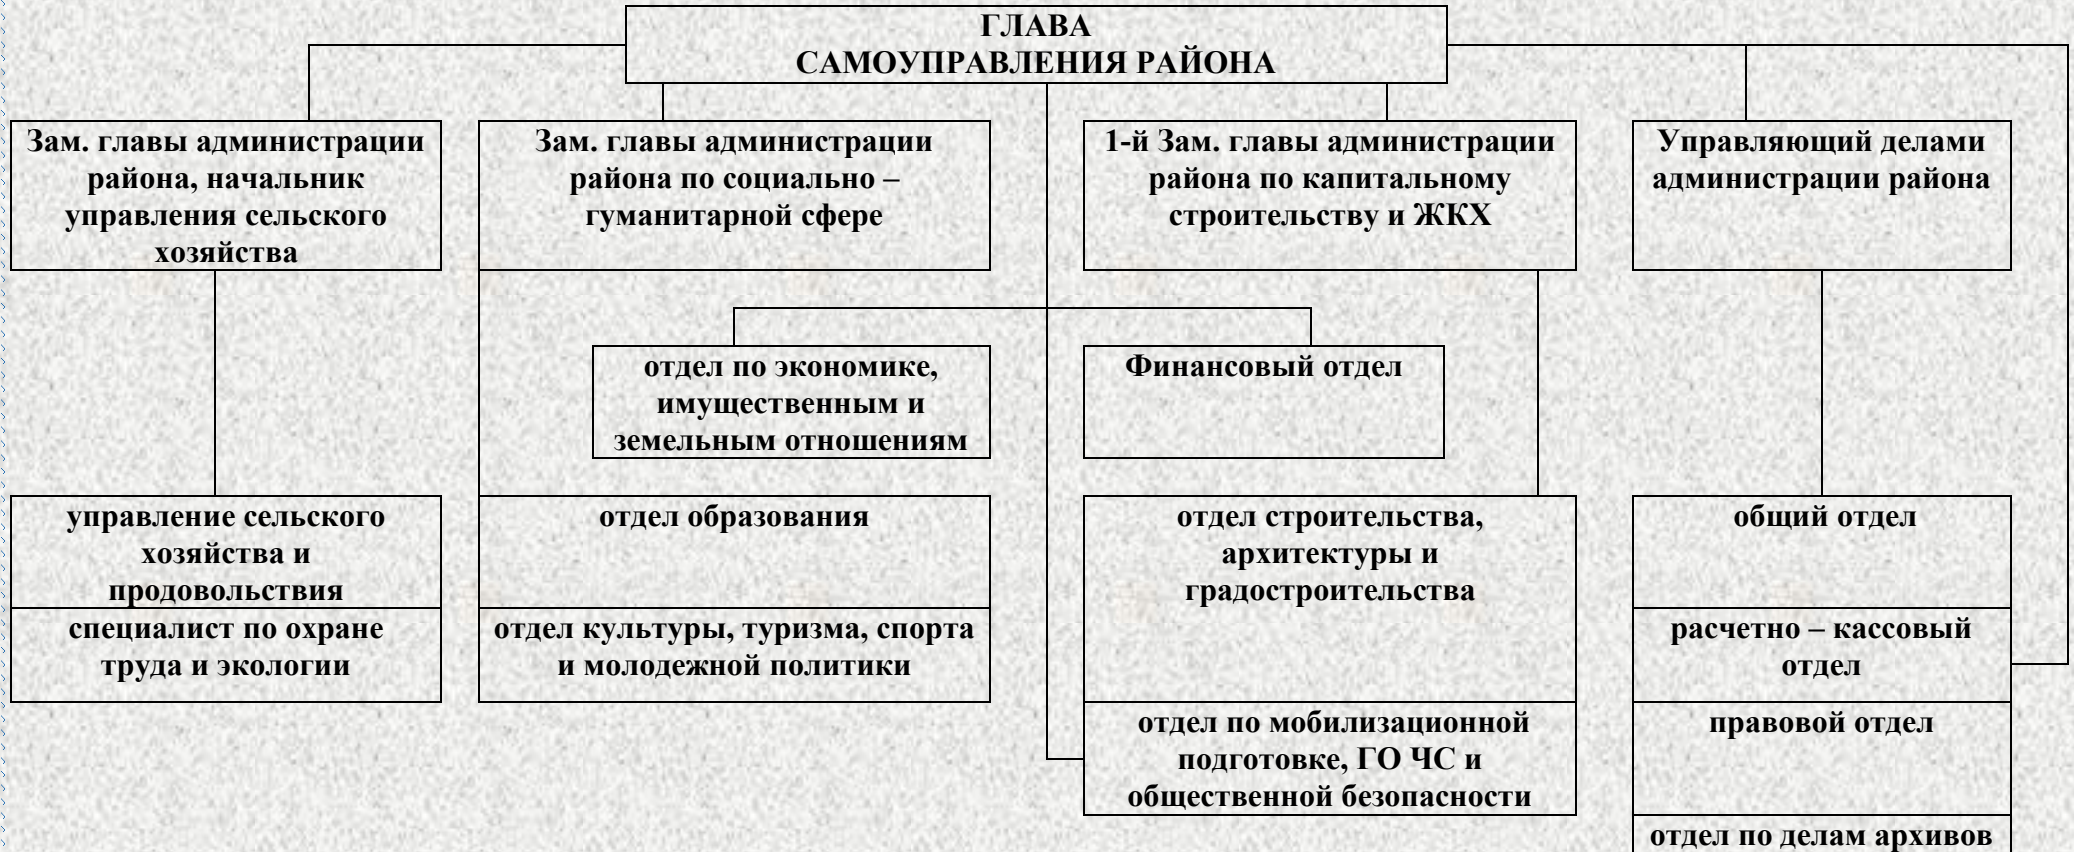 ГЛАВА
САМОУПРАВЛЕНИЯ РАЙОНА
Зам. главы администрации
района, начальник
управления сельского
хозяйства
Зам. главы администрации
района по социально –
гуманитарной сфере
1-й Зам. главы администрации
района по капитальному
строительству и ЖКХ
Управляющий делами
администрации района
отдел по экономике,
имущественным и
земельным отношениям
Финансовый отдел
управление сельского
хозяйства и
продовольствия
специалист по охране
труда и экологии
отдел образования
отдел культуры, туризма, спорта
и молодежной политики
отдел строительства,
архитектуры и
градостроительства
отдел по мобилизационной
подготовке, ГО ЧС и
общественной безопасности
общий отдел
расчетно – кассовый
отдел
правовой отдел
отдел по делам архивов